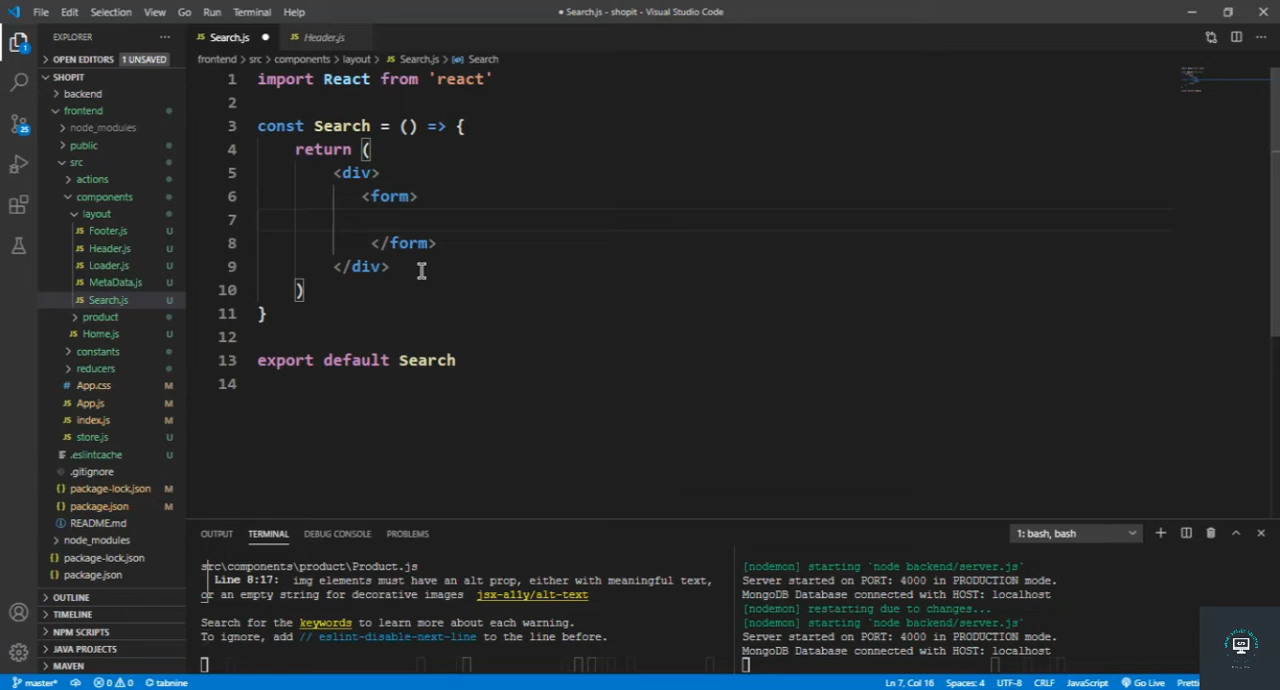 File Edit Selection View Go Run Terminal Help
● Search.js - shopit - Visual Studio Code
EXPLORER
OPEN EDITORS 1 UNSAVED
SHOPIT
backend
frontend
node_modules
public
src
actions
components
layout
JS Footer.js U
JS Header.js U
JS Loader.js U
JS MetaData.js U
JS Search.js U
product
JS Home.js U
constants
reducers
# App.css M
JS App.js M
JS index.js M
JS store.js U
.eslintcache U
.gitignore
{} package-lock.json M
{} package.json M
README.md
node_modules
{} package-lock.json
{} package.json
OUTLINE
TIMELINE
NPM SCRIPTS
JAVA PROJECTS
MAVEN
JS Search.js ●
JS Header.js
frontend > src > components > layout > JS Search.js > Search
1 import React from 'react'
2
3 const Search = () => {
4 return (
5 <div>
6 <form>
7
8 </form>
9 </div>
10 )
11 }
12
13 export default Search
14
OUTPUT TERMINAL DEBUG CONSOLE PROBLEMS
1: bash, bash
src\components\product\Product.js
Line 8:17: img elements must have an alt prop, either with meaningful text,
or an empty string for decorative images jsx-a11y/alt-text
Search for the keywords to learn more about each warning.
To ignore, add // eslint-disable-next-line to the line before.
[nodemon] starting `node backend/server.js`
Server started on PORT: 4000 in PRODUCTION mode.
MongoDB Database connected with HOST: localhost
[nodemon] restarting due to changes...
[nodemon] starting `node backend/server.js`
Server started on PORT: 4000 in PRODUCTION mode.
MongoDB Database connected with HOST: localhost
master* 0 0 tabnine
Ln 7, Col 16 Spaces: 4 UTF-8 CRLF JavaScript Go Live